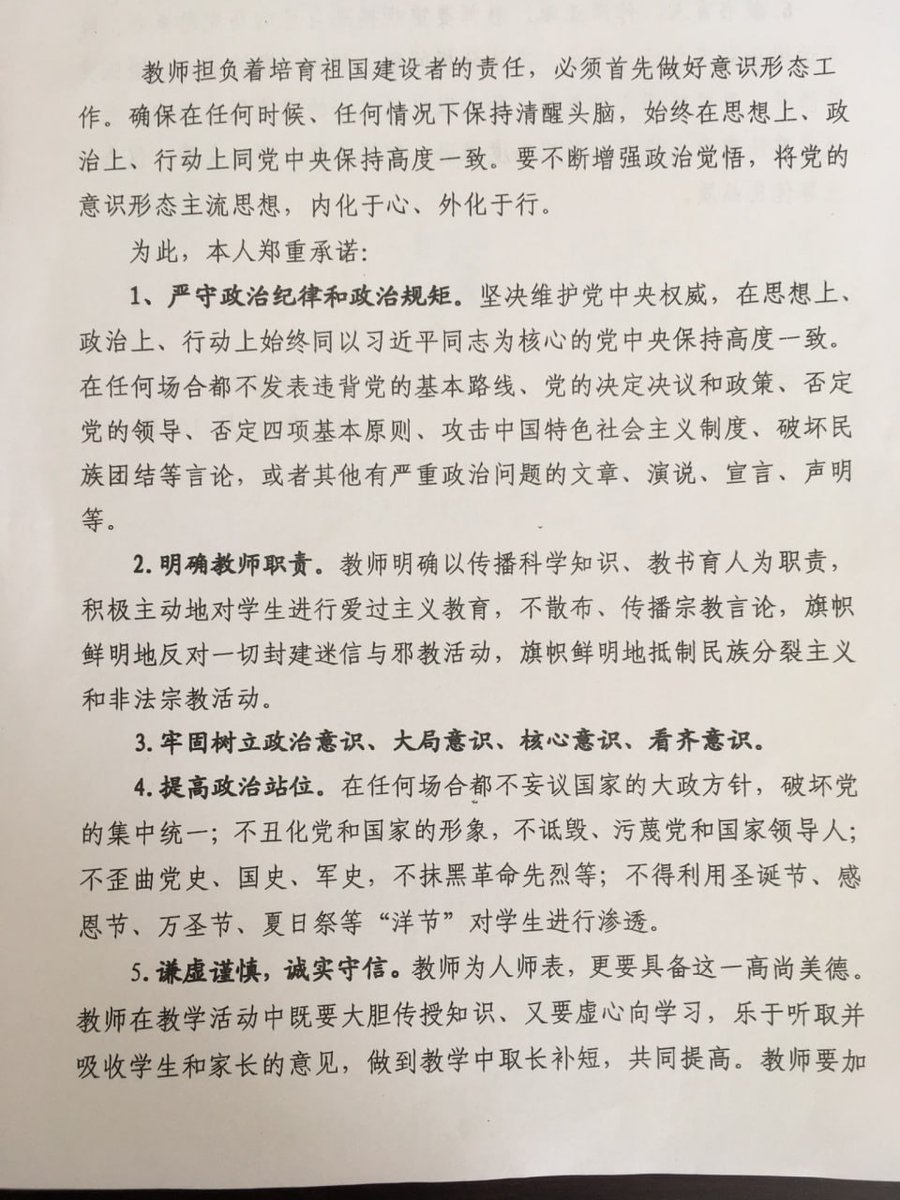 教师担负着培育祖国建设者的责任，必须首先做好意识形态工
作。确保在任何时候、任何情况下保持清醒头脑，始终在思想上、政
治上、行动上同党中央保持高度一致。要不断增强政治觉悟，将党的
意识形态主流思想，内化于心、外化于行。
为此，本人郑重承诺：
1、严守政治纪律和政治规矩。坚决维护党中央权威，在思想上、
政治上、行动上始终同以习近平同志为核心的党中央保持高度一致。
在任何场合都不发表违背党的基本路线、党的决定决议和政策、否定
党的领导、否定四项基本原则、攻击中国特色社会主义制度、破坏民
族团结等言论，或者其他有严重政治问题的文章、演说、宣言、声明
等。
2.明确教师职责。教师明确以传播科学知识、教书育人为职责，
积极主动地对学生进行爱过主义教育，不散布、传播宗教言论，旗帜
鲜明地反对一切封建迷信与邪教活动，旗帜鲜明地抵制民族分裂主义
和非法宗教活动。
3.牢固树立政治意识、大局意识、核心意识、看齐意识。
4.提高政治站位。在任何场合都不妄议国家的大政方针，破坏党
的集中统一；不丑化党和国家的形象，不诋毁、污蔑党和国家领导人；
不歪曲党史、国史、军史，不抹黑革命先烈等；不得利用圣诞节、感
恩节、万圣节、夏日祭等“洋节”对学生进行渗透。
5.谦虚谨慎，诚实守信。教师为人师表，更要具备这一高尚美德。
教师在教学活动中既要大胆传授知识、又要虚心向学习，乐于听取并
吸收学生和家长的意见，做到教学中取长补短，共同提高。教师要加